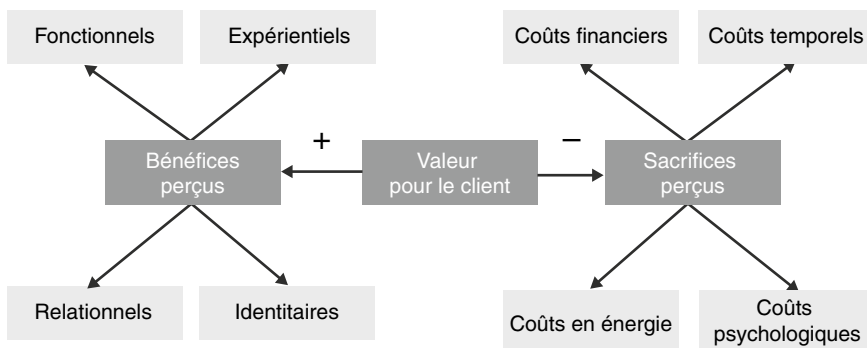 Fonctionnels
Expérientiels
Coûts financiers
Coûts temporels
+
–
Bénéfices
perçus
Valeur
pour le client
Sacrifices
perçus
Relationnels
Identitaires
Coûts en énergie
Coûts
psychologiques